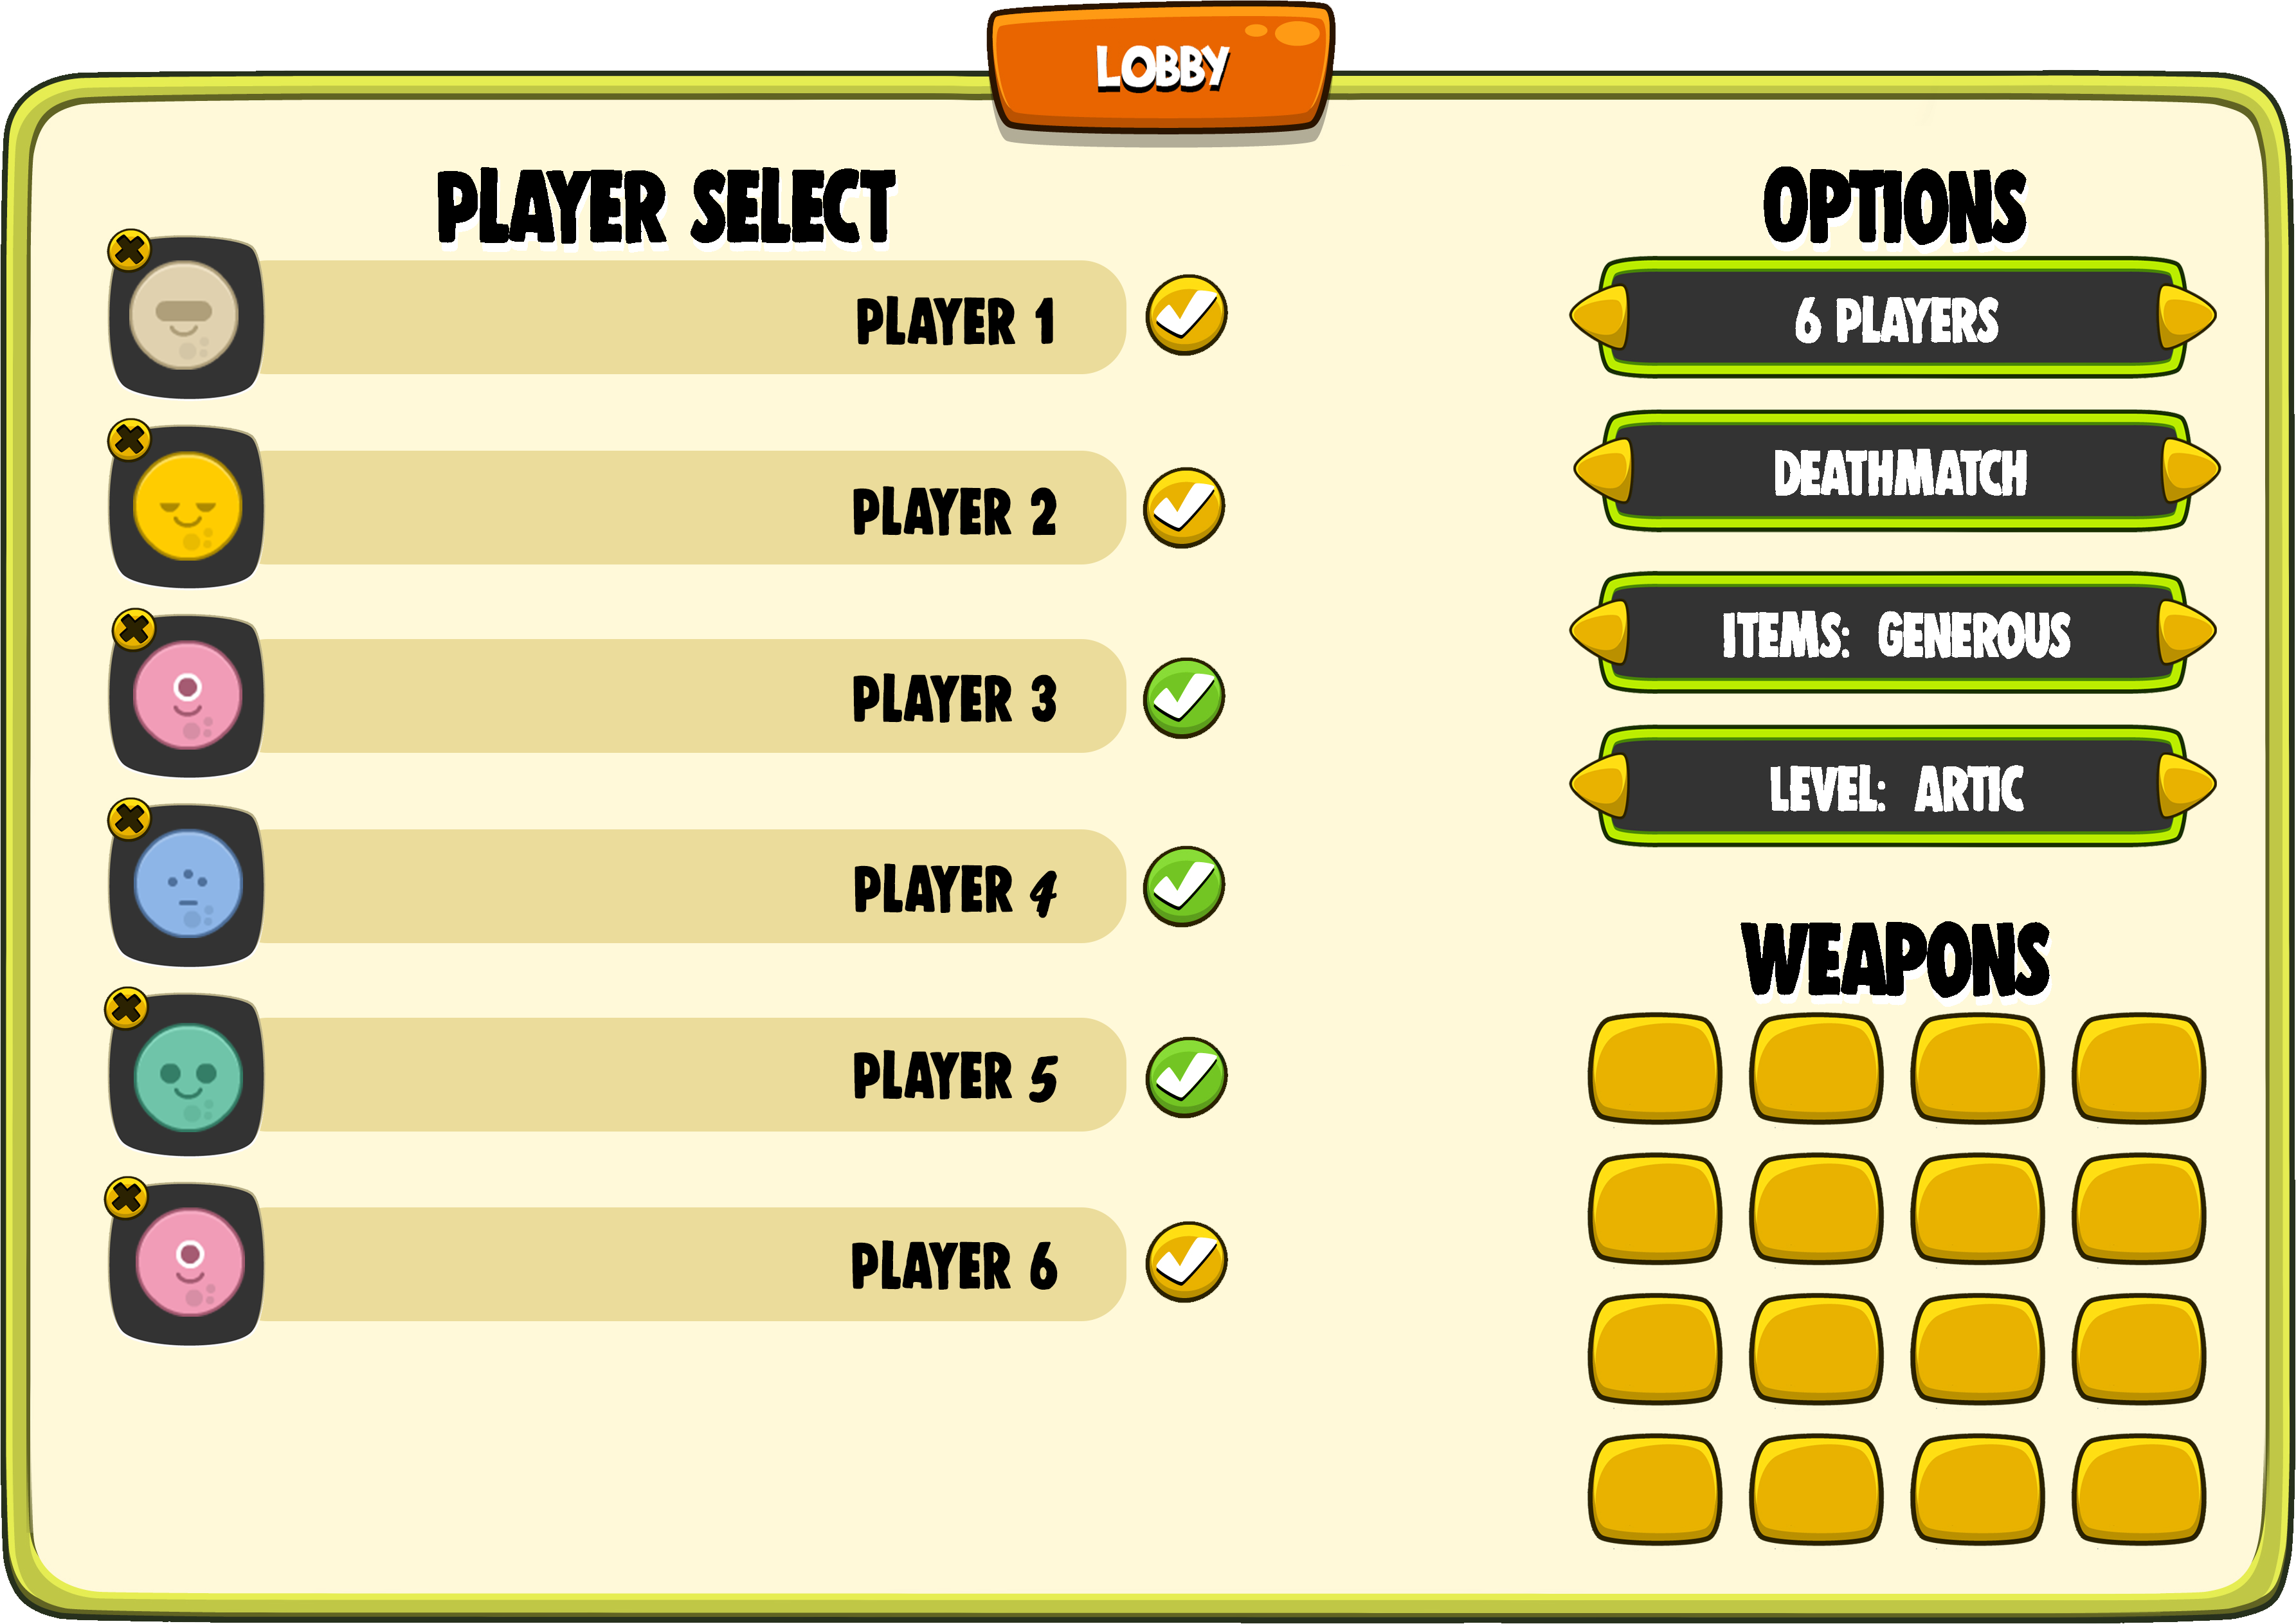 LOBBY
PLAYER SELECT
PLAYER 1
PLAYER 2
PLAYER 3
PLAYER 4
PLAYER 5
PLAYER 6
OPTIONS
6 PLAYERS
DEATHMATCH
ITEMS: GENEROUS
LEVEL: ARTIC
WEAPONS